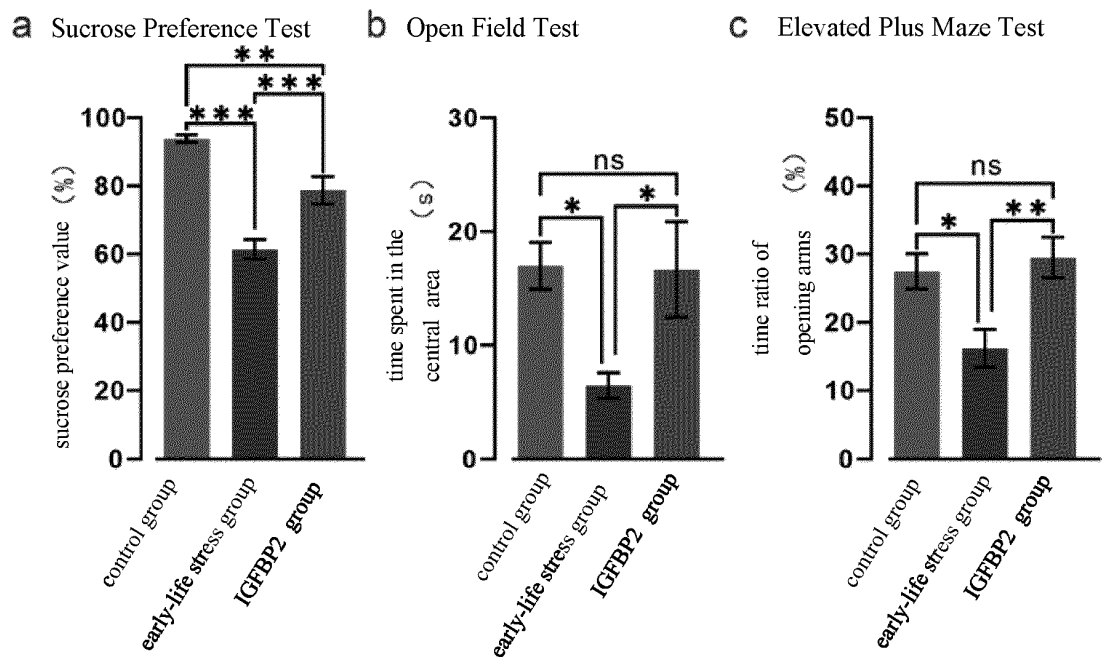 a Sucrose Preference Test
**
***
***
100
80
60
40
20
0
sucrose preference value (%)
control group
early-life stress group
IGFBP2 group
b Open Field Test
ns
*
*
30
20
10
0
time spent in the
central area (s)
control group
early-life stress group
IGFBP2 group
c Elevated Plus Maze Test
ns
*
**
50
40
30
20
10
0
time ratio of
opening arms (%)
control group
early-life stress group
IGFBP2 group